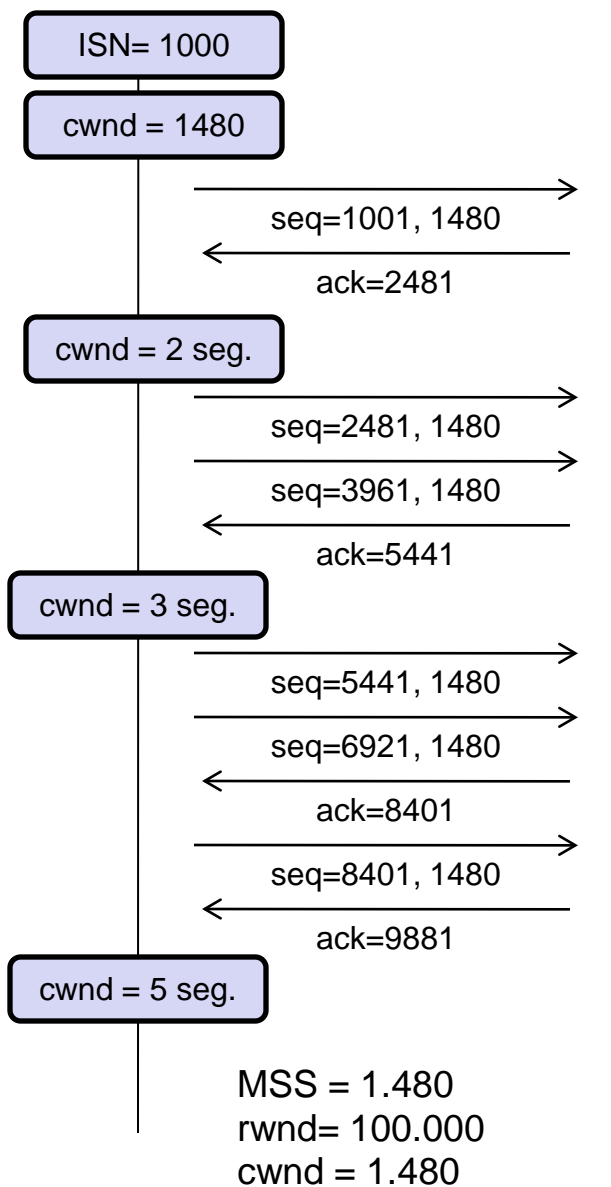 ISN= 1000
cwnd = 1480
seq=1001, 1480
ack=2481
cwnd = 2 seg.
seq=2481, 1480
seq=3961, 1480
ack=5441
cwnd = 3 seg.
seq=5441, 1480
seq=6921, 1480
ack=8401
seq=8401, 1480
ack=9881
cwnd = 5 seg.
MSS = 1.480
rwnd= 100.000
cwnd = 1.480